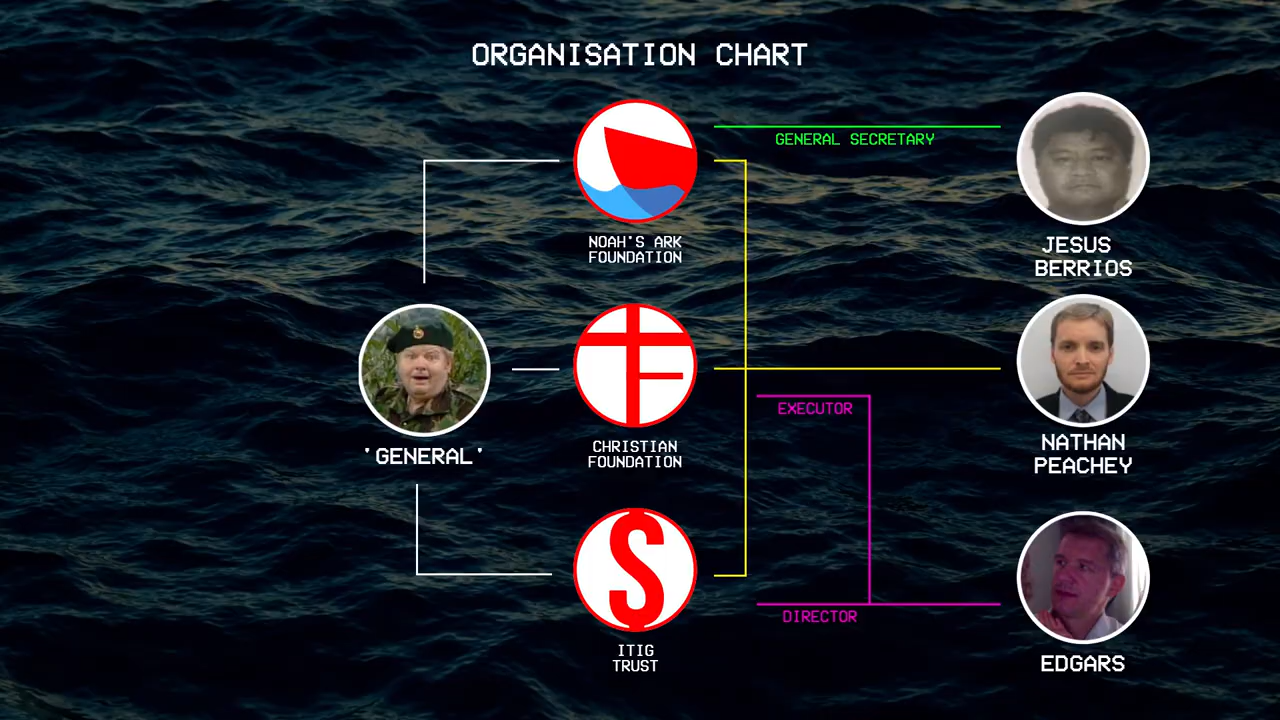 ORGANISATION CHART
GENERAL SECRETARY
NOAH'S ARK
FOUNDATION
JESUS
BERRIOS
'GENERAL'
CHRISTIAN
FOUNDATION
EXECUTOR
NATHAN
PEACHEY
S
DIRECTOR
ITIG
TRUST
EDGARS